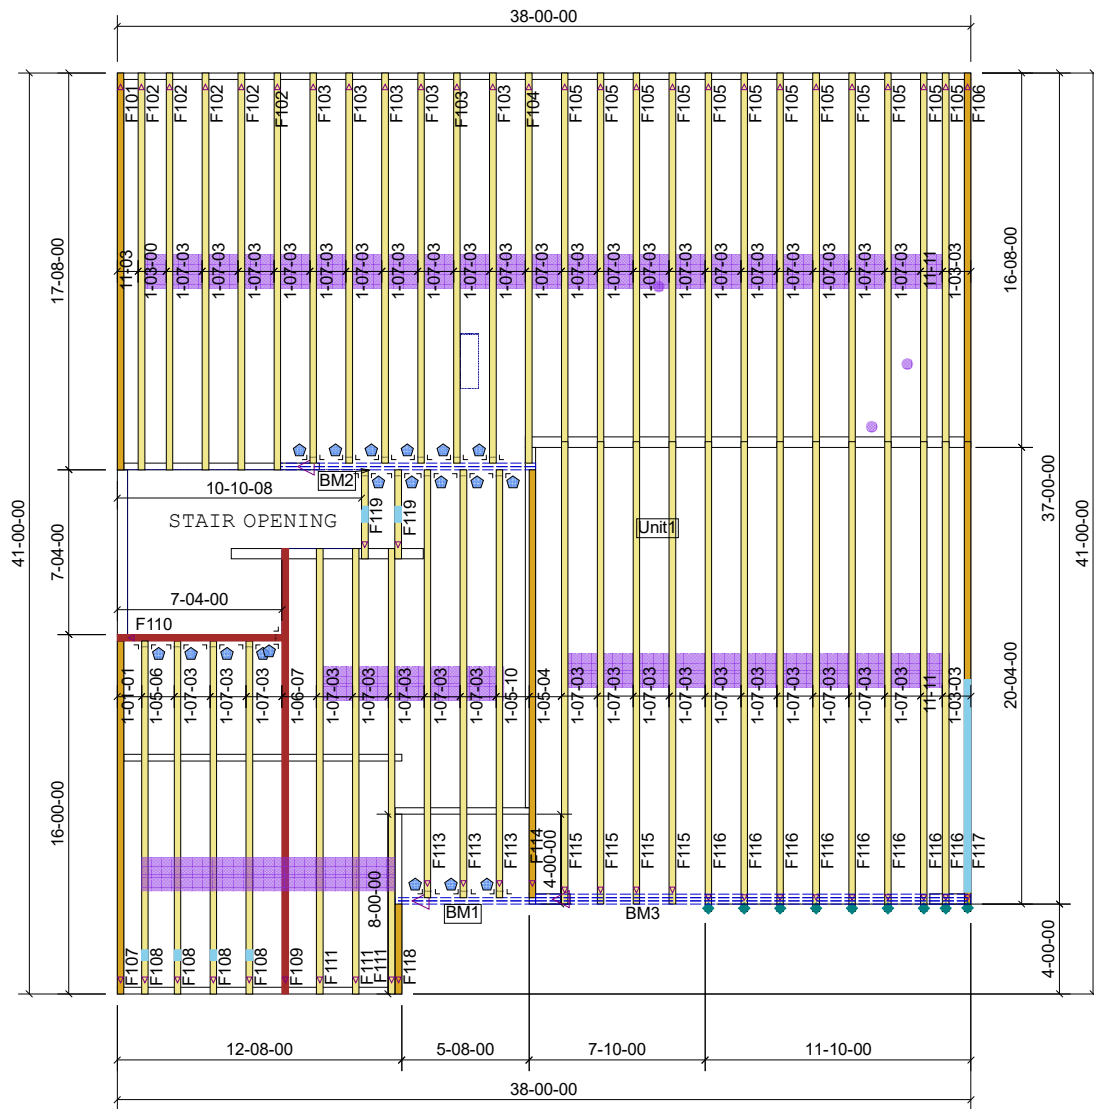 38-00-00
F101 F102 F102 F102 F102 F102 F103 F103 F103 F103 F103 F103 F104 F105 F105 F105 F105 F105 F105 F105 F105 F105 F105 F105 F105 F106
11-03 1-03-00 1-07-03 1-07-03 1-07-03 1-07-03 1-07-03 1-07-03 1-07-03 1-07-03 1-07-03 1-07-03 1-07-03 1-07-03 1-07-03 1-07-03 1-07-03 1-07-03 1-07-03 1-07-03 1-07-03 1-07-03 1-07-03 11-11 1-03-03
17-08-00
16-08-00
BM2
10-10-08
STAIR OPENING
F119 F119
Unit1
41-00-00
7-04-00
37-00-00
41-00-00
7-04-00
F110
1-01-01 1-05-06 1-07-03 1-07-03 1-07-03 1-06-07 1-07-03 1-07-03 1-07-03 1-07-03 1-07-03 1-05-10 1-05-04 1-07-03 1-07-03 1-07-03 1-07-03 1-07-03 1-07-03 1-07-03 1-07-03 1-07-03 1-07-03 11-11 1-03-03
20-04-00
16-00-00
F113 F113 F113 F114 4-00-00 F115 F115 F115 F115 F116 F116 F116 F116 F116 F116 F116 F116 F117
8-00-00
BM1
BM3
F107 F108 F108 F108 F108 F109 F111 F111 F111 F118
4-00-00
12-08-00
5-08-00
7-10-00
11-10-00
38-00-00